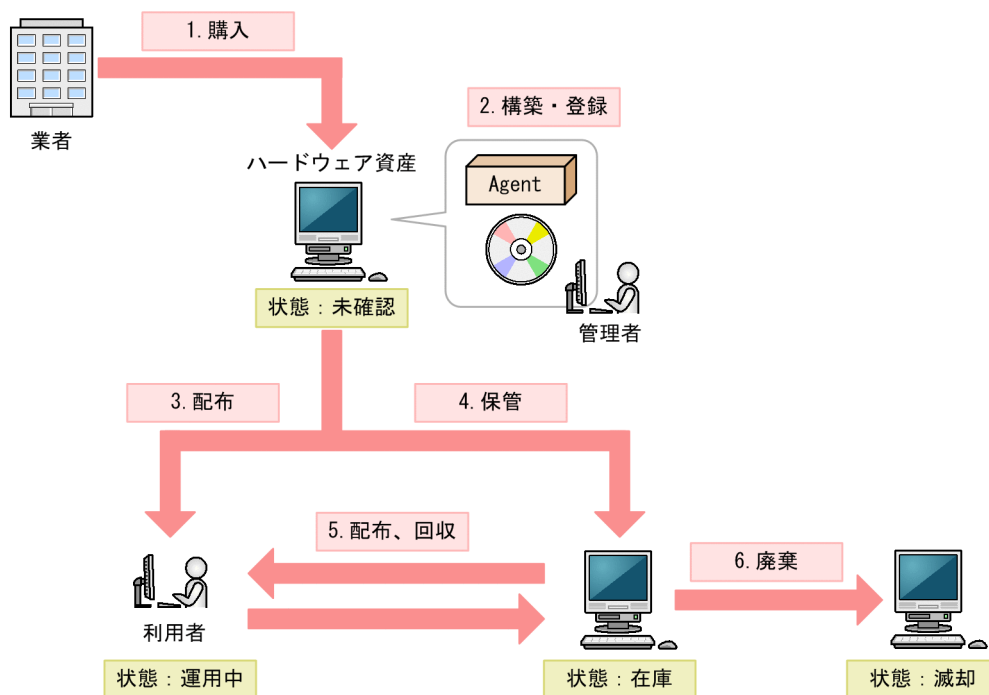 1.購入
業者
2.構築・登録
ハードウェア資産
Agent
状態：未確認
管理者
3.配布
4.保管
5.配布、回収
6.廃棄
利用者
状態：運用中
状態：在庫
状態：滅却